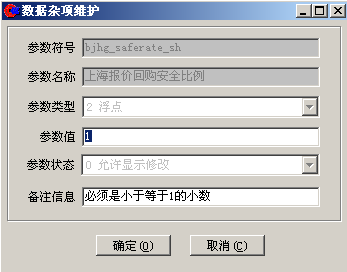 数据杂项维护
参数符号 bjhg_saferate_sh
参数名称 上海报价回购安全比例
参数类型 2 浮点
参数值 1
参数状态 0 允许显示修改
备注信息 必须是小于等于1的小数
确定(O) 取消(C)